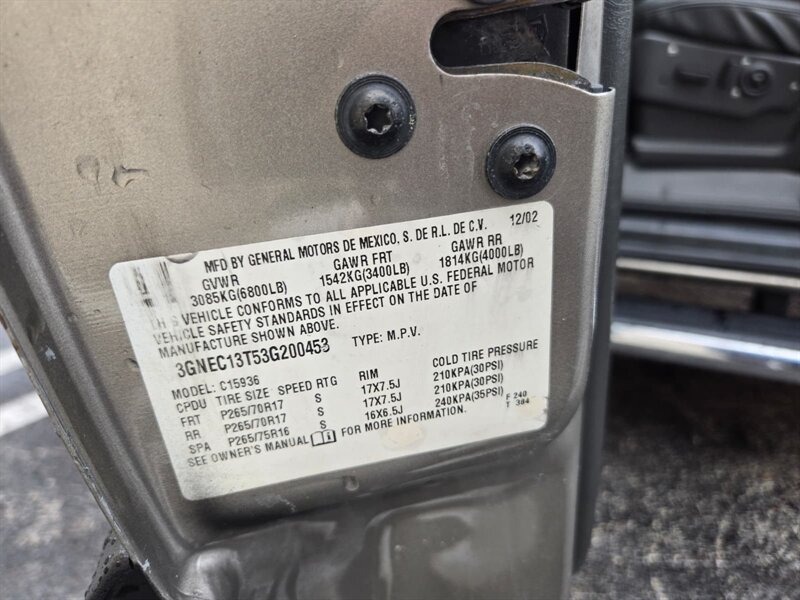 MFD BY GENERAL MOTORS DE MEXICO, S. DE R.L. DE C.V. 12/02
GVWR GAWR FRT GAWR RR
3085KG(6800LB) 1542KG(3400LB) 1814KG(4000LB)
THIS VEHICLE CONFORMS TO ALL APPLICABLE U.S. FEDERAL MOTOR
VEHICLE SAFETY STANDARDS IN EFFECT ON THE DATE OF
MANUFACTURE SHOWN ABOVE.
3GNEC13T53G200453 TYPE: M.P.V.
MODEL: C15936
CPDU TIRE SIZE SPEED RTG RIM COLD TIRE PRESSURE
FRT P265/70R17 S 17X7.5J 210KPA(30PSI)
RR P265/70R17 S 17X7.5J 210KPA(30PSI)
SPA P265/75R16 S 16X6.5J 240KPA(35PSI)
SEE OWNER'S MANUAL FOR MORE INFORMATION.
F 240
T 384